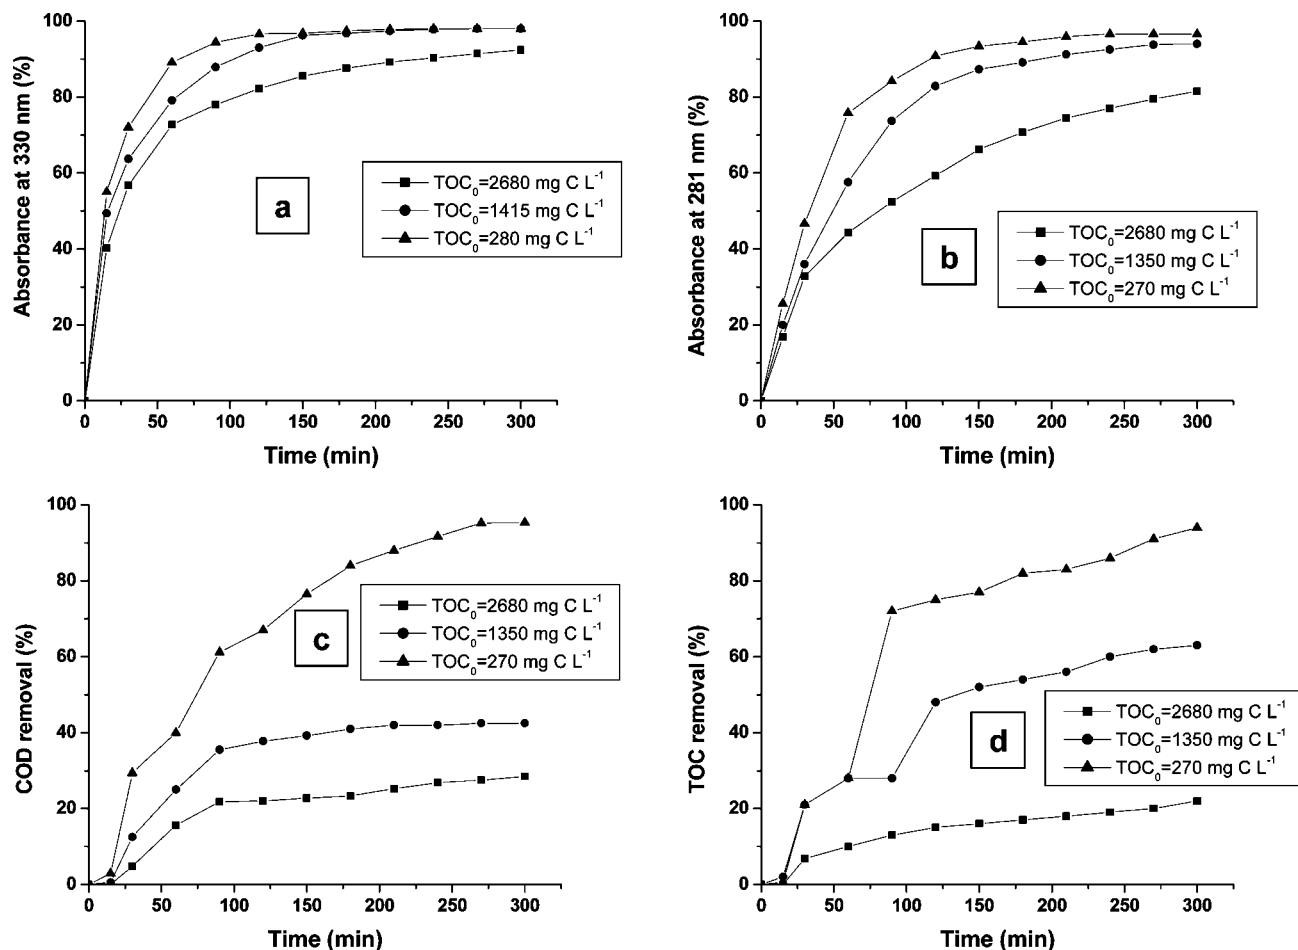 Absorbance at 330 nm (%)
100
80
60
40
20
0
a
TOC₀=2680 mg C L⁻¹
TOC₀=1415 mg C L⁻¹
TOC₀=280 mg C L⁻¹
0 50 100 150 200 250 300
Time (min)
Absorbance at 281 nm (%)
100
80
60
40
20
0
b
TOC₀=2680 mg C L⁻¹
TOC₀=1350 mg C L⁻¹
TOC₀=270 mg C L⁻¹
0 50 100 150 200 250 300
Time (min)
COD removal (%)
100
80
60
40
20
0
c
TOC₀=2680 mg C L⁻¹
TOC₀=1350 mg C L⁻¹
TOC₀=270 mg C L⁻¹
0 50 100 150 200 250 300
Time (min)
TOC removal (%)
100
80
60
40
20
0
d
TOC₀=2680 mg C L⁻¹
TOC₀=1350 mg C L⁻¹
TOC₀=270 mg C L⁻¹
0 50 100 150 200 250 300
Time (min)